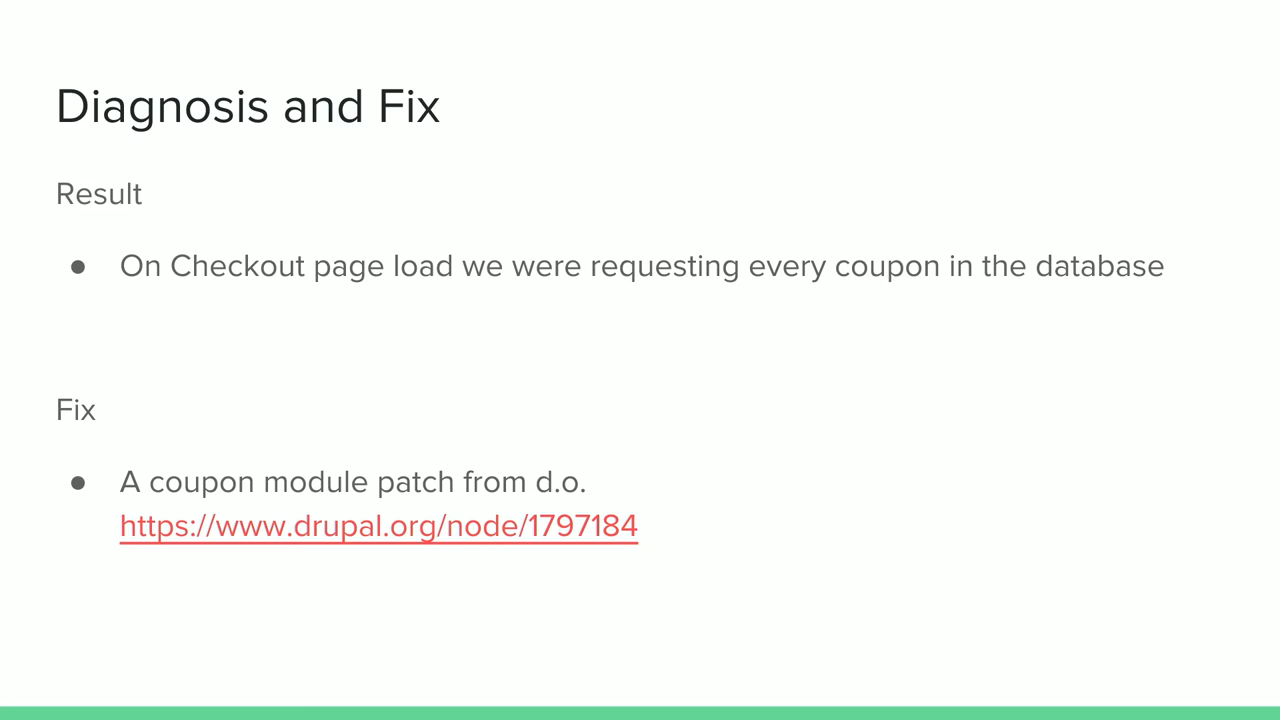 Diagnosis and Fix
Result
● On Checkout page load we were requesting every coupon in the database
Fix
● A coupon module patch from d.o.
https://www.drupal.org/node/1797184